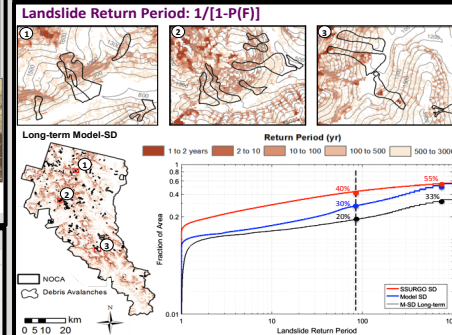 Landslide Return Period: 1/[1-P(F)]
1
2
3
Long-term Model-SD
Return Period (yr)
1 to 2 years
2 to 10
10 to 100
100 to 500
500 to 3000
1
2
3
NOCA
Debris Avalanches
0 5 10 20
km
N
Fraction of Area
1
0.8
0.6
0.4
0.2
0.01
40%
30%
20%
55%
33%
SSURGO SD
Model SD
M-SD Long-term
1
10
100
Landslide Return Period